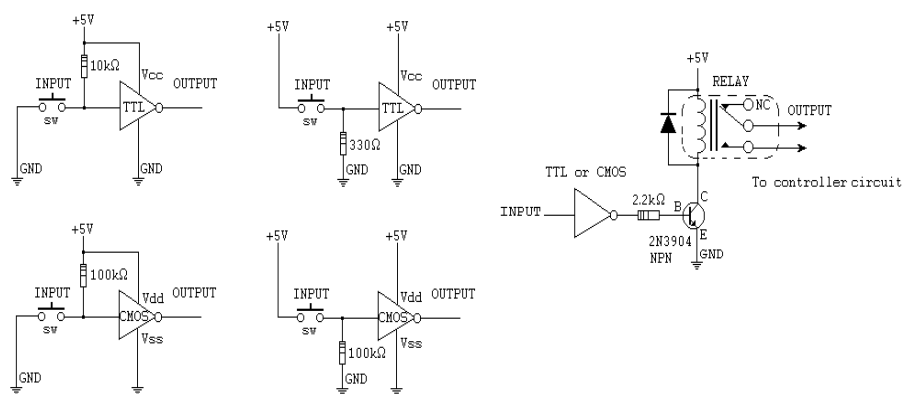 +5V
10kΩ
Vcc
INPUT
OUTPUT
TTL
sw
GND
GND
+5V
+5V
Vcc
INPUT
OUTPUT
TTL
sw
330Ω
GND
GND
+5V
100kΩ
INPUT
Vdd
OUTPUT
CMOS
sw
Vss
GND
+5V
+5V
INPUT
Vdd
OUTPUT
CMOS
sw
Vss
100kΩ
GND
+5V
RELAY
NC
OUTPUT
To controller circuit
TTL or CMOS
2.2kΩ
INPUT
B
C
E
2N3904
NPN
GND